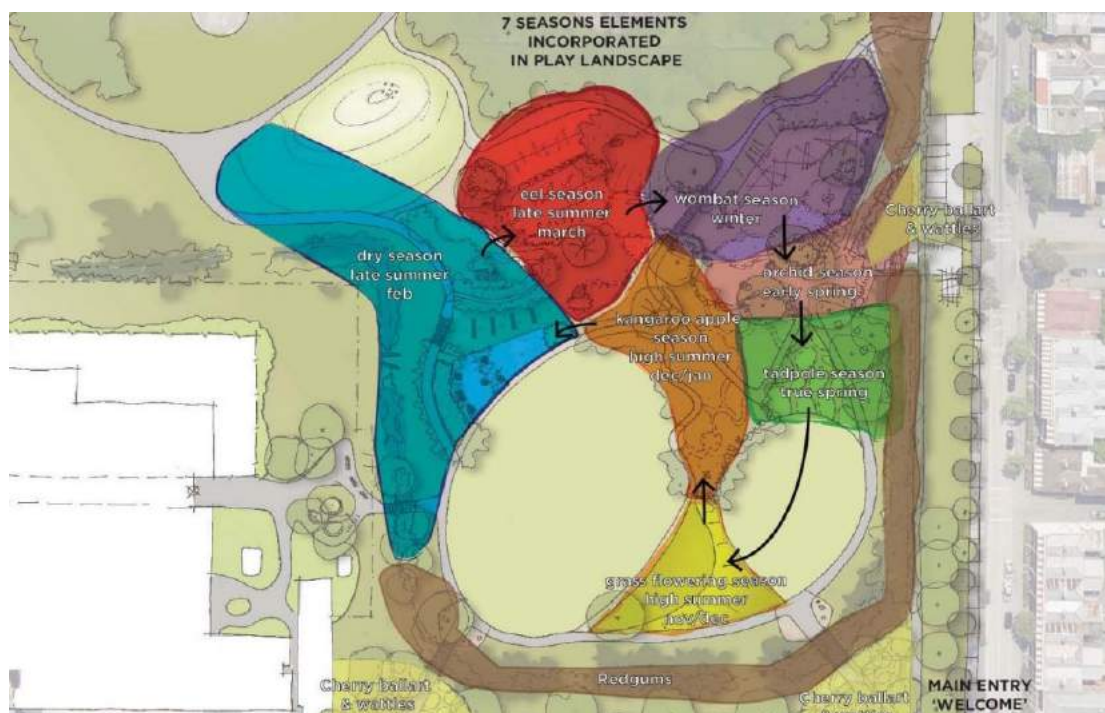 7 SEASONS ELEMENTS
INCORPORATED
IN PLAY LANDSCAPE
eel season
late summer
march
wombat season
winter
Cherry ballart
& wattles
dry season
late summer
feb
orchid season
early spring
kangaroo apple
season
high summer
dec/jan
tadpole season
true spring
grass flowering season
high summer
nov/dec
Redgums
Cherry ballart
& wattles
Cherry ballart
MAIN ENTRY
'WELCOME'